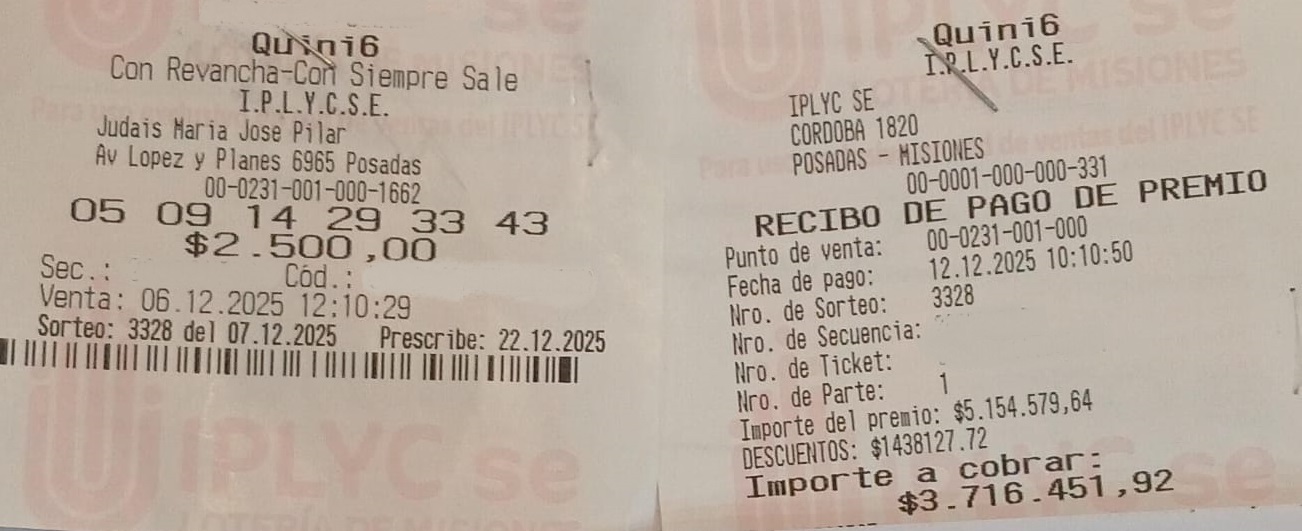 Quini6
Con Revancha-Con Siempre Sale
I.P.L.Y.C.S.E.
Judais Maria Jose Pilar
Av Lopez y Planes 6965 Posadas
00-0231-001-000-1662
05 09 14 29 33 43
$2.500,00
Sec.: Cód.:
Venta: 06.12.2025 12:10:29
Sorteo: 3328 del 07.12.2025 Prescribe: 22.12.2025
IPLYC se
LOTERÍA DE MISIONES
Quini6
I.P.L.Y.C.S.E.
IPLYC SE
CORDOBA 1820
POSADAS - MISIONES
00-0001-000-000-331
RECIBO DE PAGO DE PREMIO
Punto de venta: 00-0231-001-000
Fecha de pago: 12.12.2025 10:10:50
Nro. de Sorteo: 3328
Nro. de Secuencia:
Nro. de Ticket:
Nro. de Parte: 1
Importe del premio: $5.154.579,64
DESCUENTOS: $1438127.72
Importe a cobrar:
$3.716.451,92